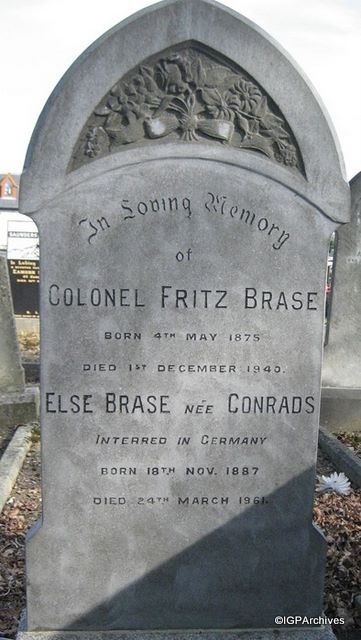 In Loving Memory
of
COLONEL FRITZ BRASE
BORN 4TH MAY 1875
DIED 1ST DECEMBER 1940.
ELSE BRASE NÉE CONRADS
INTERRED IN GERMANY
BORN 18TH NOV. 1887
DIED 24TH MARCH 1961.
SAUNDERS
©IGPArchives